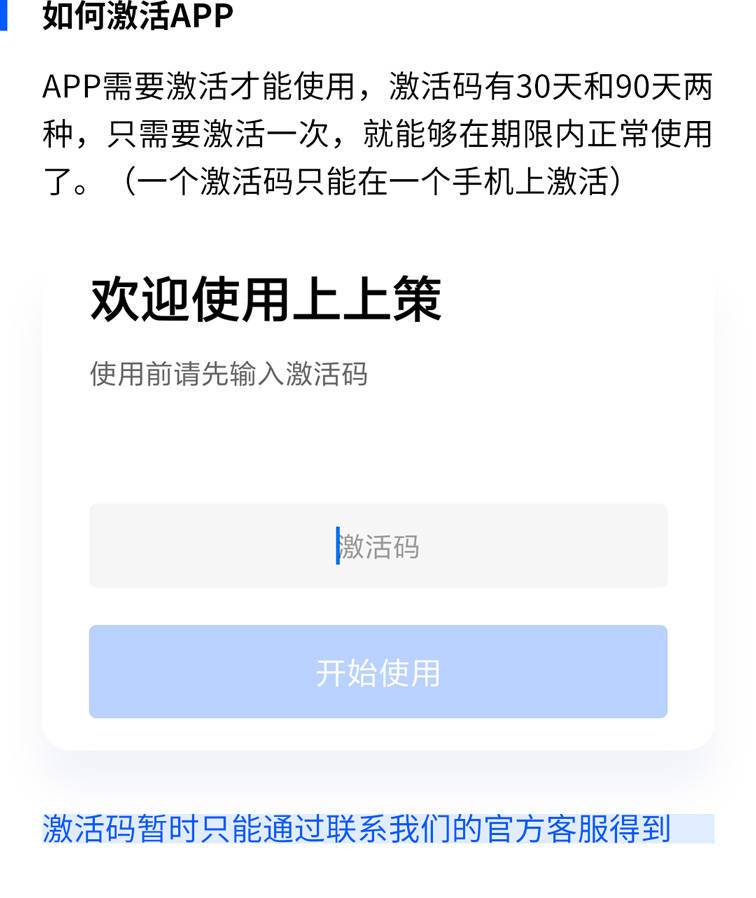 如何激活APP
APP需要激活才能使用，激活码有30天和90天两
种，只需要激活一次，就能够在期限内正常使用
了。（一个激活码只能在一个手机上激活）
欢迎使用上上策
使用前请先输入激活码
激活码
开始使用
激活码暂时只能通过联系我们的官方客服得到